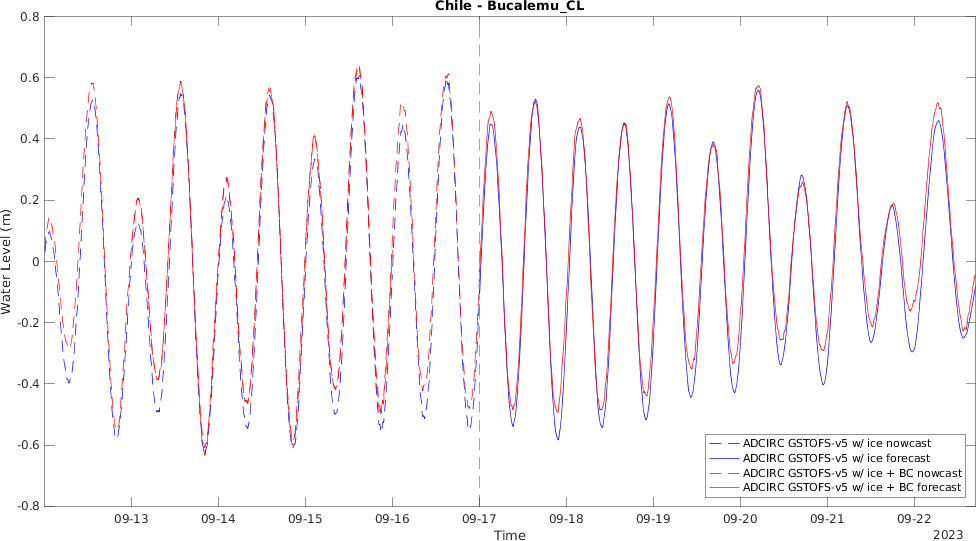 Chile - Bucalemu_CL
0.8
0.6
0.4
0.2
0
-0.2
-0.4
-0.6
-0.8
Water Level (m)
09-13
09-14
09-15
09-16
09-17
09-18
09-19
09-20
09-21
09-22
Time
2023
ADCIRC GSTOFS-v5 w/ ice nowcast
ADCIRC GSTOFS-v5 w/ ice forecast
ADCIRC GSTOFS-v5 w/ ice + BC nowcast
ADCIRC GSTOFS-v5 w/ ice + BC forecast